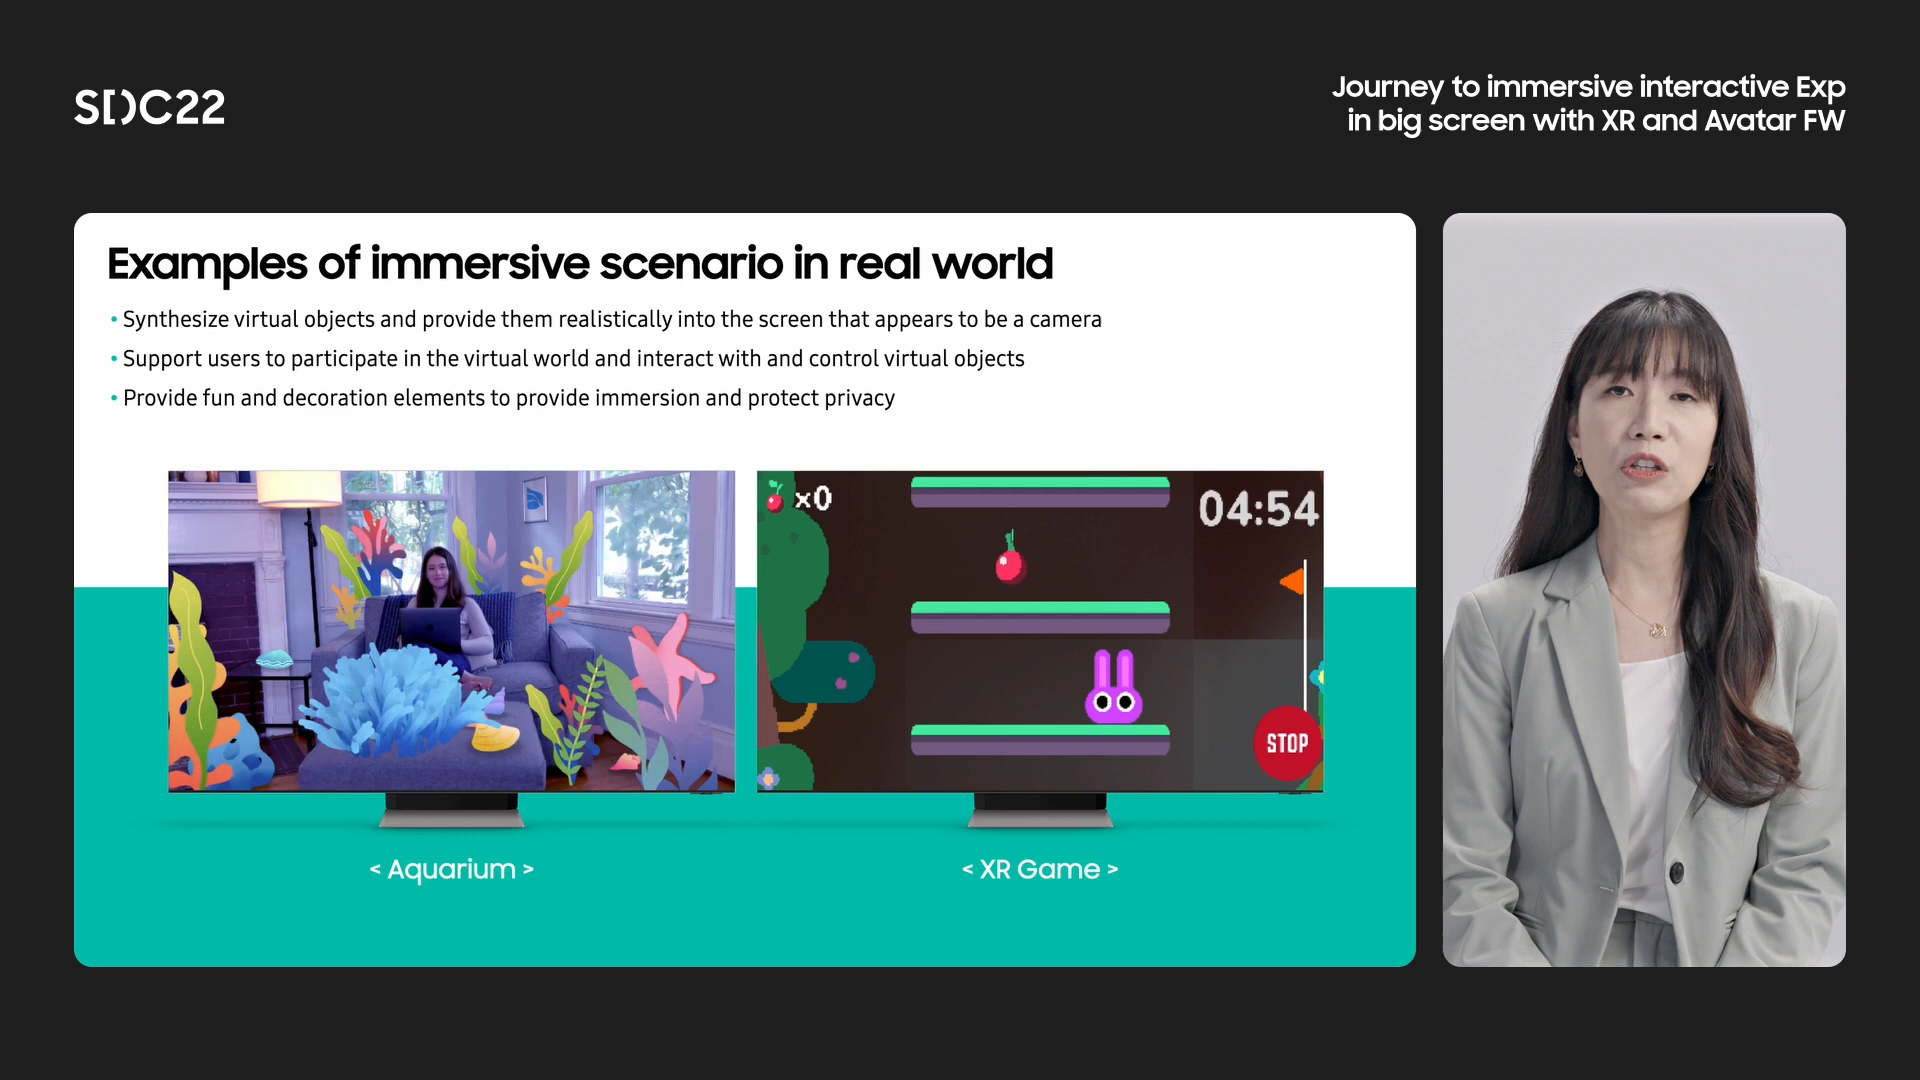 SDC22
Journey to immersive interactive Exp
in big screen with XR and Avatar FW
Examples of immersive scenario in real world
• Synthesize virtual objects and provide them realistically into the screen that appears to be a camera
• Support users to participate in the virtual world and interact with and control virtual objects
• Provide fun and decoration elements to provide immersion and protect privacy
x0
04:54
STOP
< Aquarium >
< XR Game >